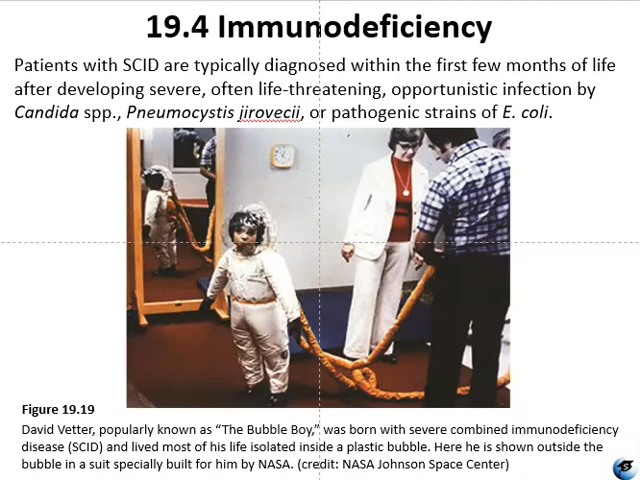 19.4 Immunodeficiency
Patients with SCID are typically diagnosed within the first few months of life
after developing severe, often life-threatening, opportunistic infection by
Candida spp., Pneumocystis jirovecii, or pathogenic strains of E. coli.
Figure 19.19
David Vetter, popularly known as “The Bubble Boy,” was born with severe combined immunodeficiency
disease (SCID) and lived most of his life isolated inside a plastic bubble. Here he is shown outside the
bubble in a suit specially built for him by NASA. (credit: NASA Johnson Space Center)